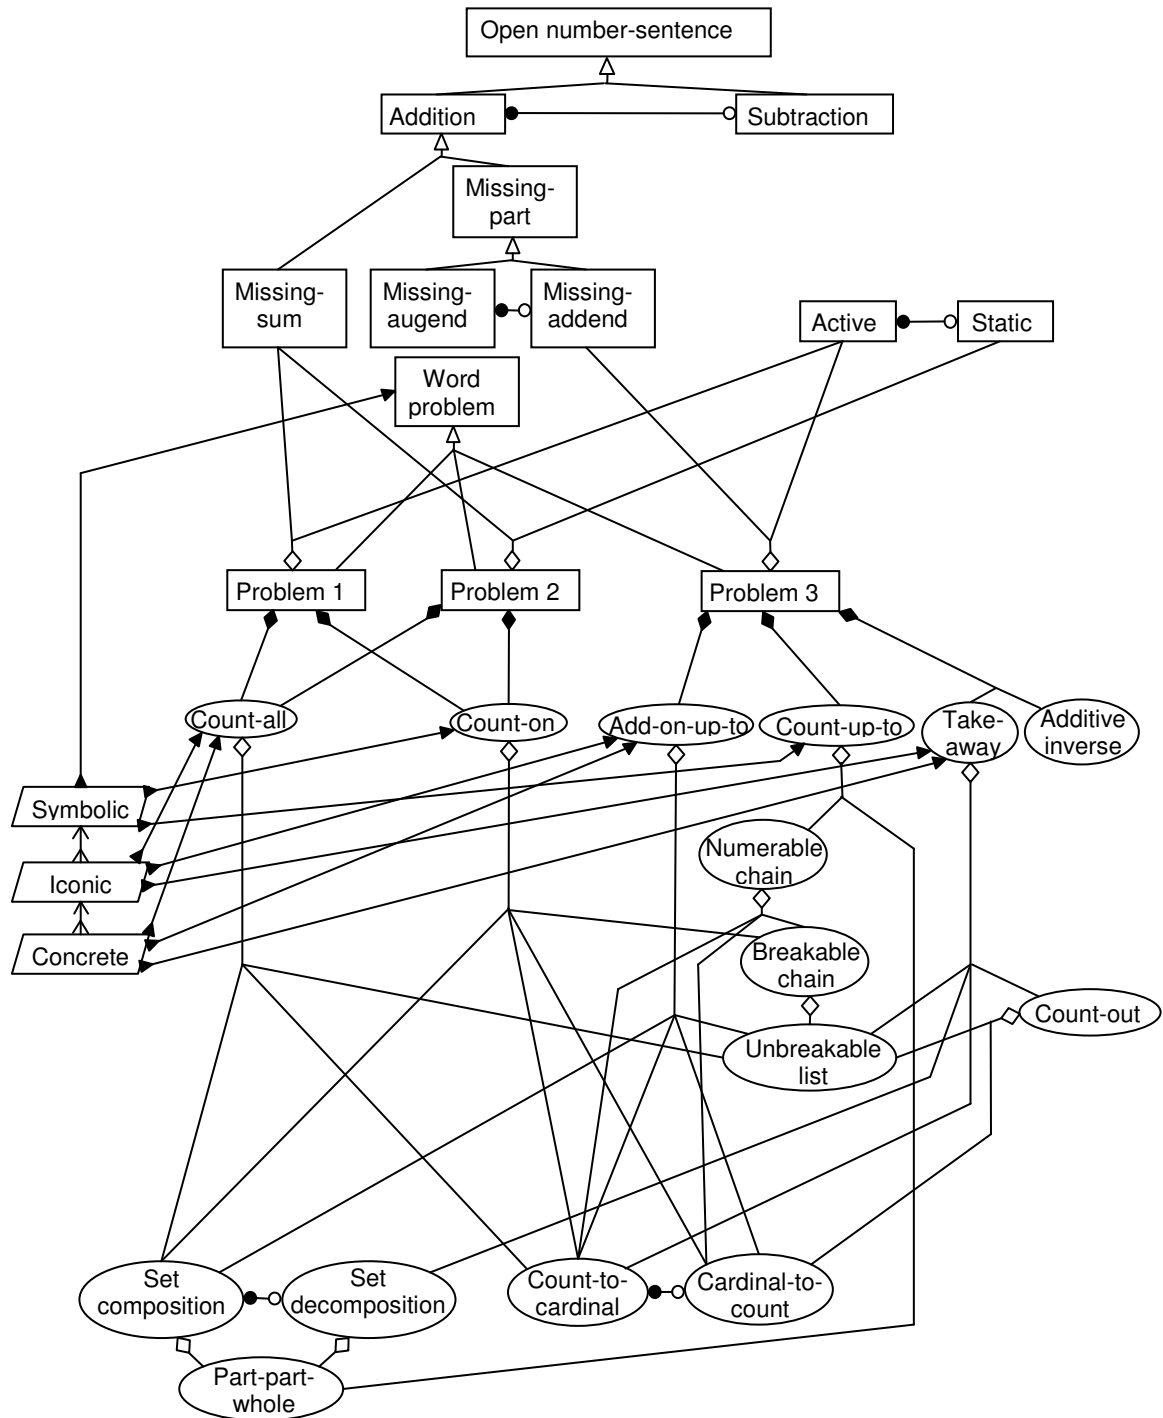 Open number-sentence
Addition
Subtraction
Missing-
part
Missing-
sum
Missing-
augend
Missing-
addend
Active
Static
Word
problem
Problem 1
Problem 2
Problem 3
Count-all
Count-on
Add-on-up-to
Count-up-to
Take-
away
Additive
inverse
Symbolic
Iconic
Concrete
Numerable
chain
Breakable
chain
Count-out
Unbreakable
list
Set
composition
Set
decomposition
Count-to-
cardinal
Cardinal-to-
count
Part-part-
whole